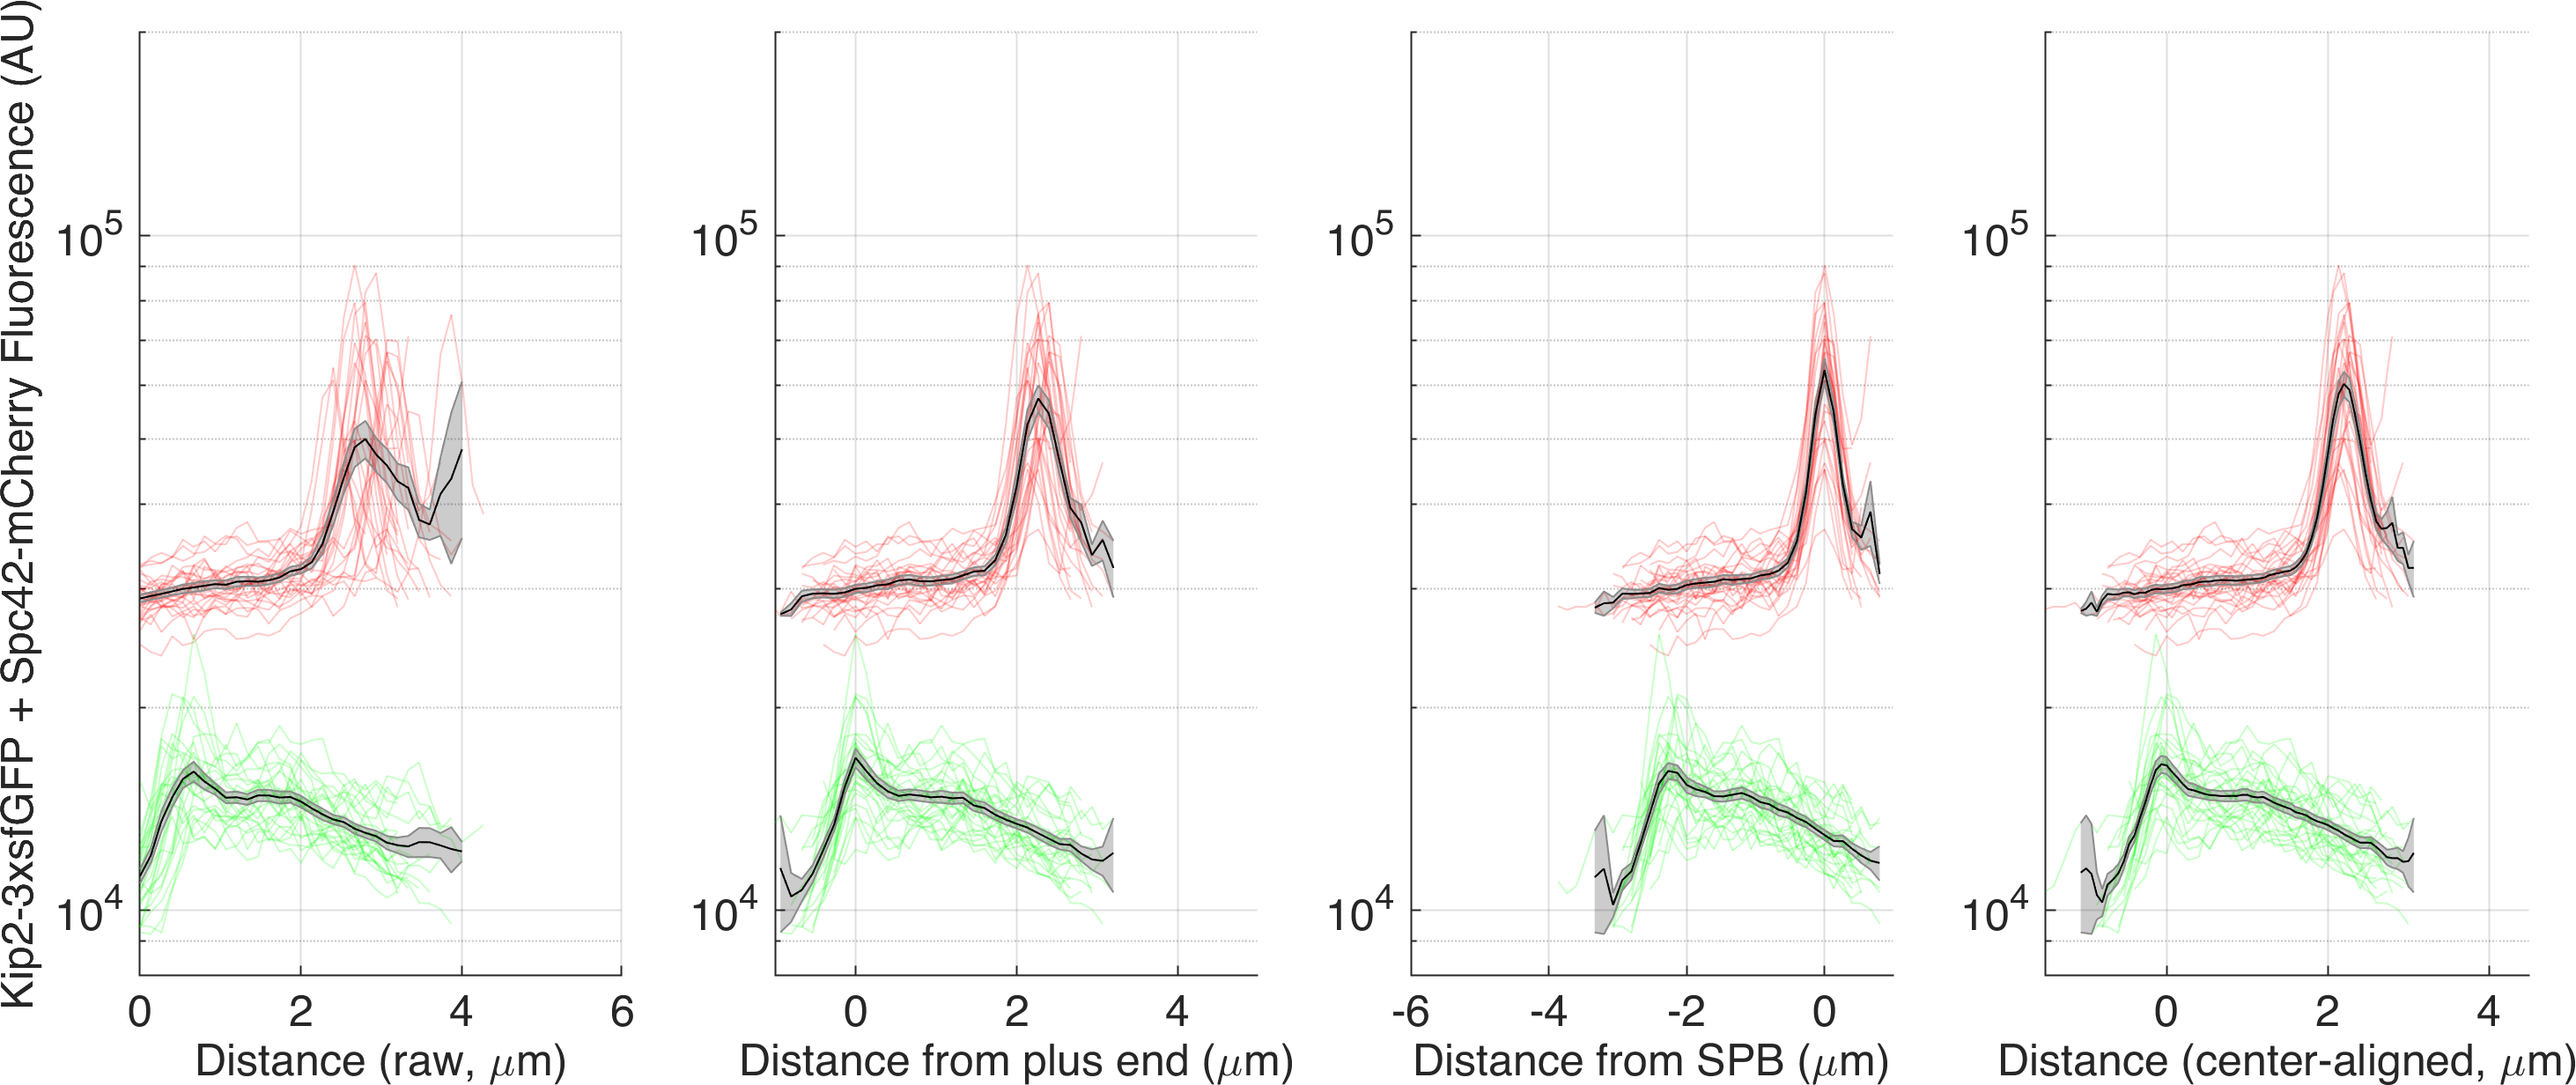 Kip2-3xsfGFP + Spc42-mCherry Fluorescence (AU)
10^5
10^4
0 2 4 6
Distance (raw, μm)
10^5
10^4
0 2 4
Distance from plus end (μm)
10^5
10^4
-6 -4 -2 0
Distance from SPB (μm)
10^5
10^4
0 2 4
Distance (center-aligned, μm)